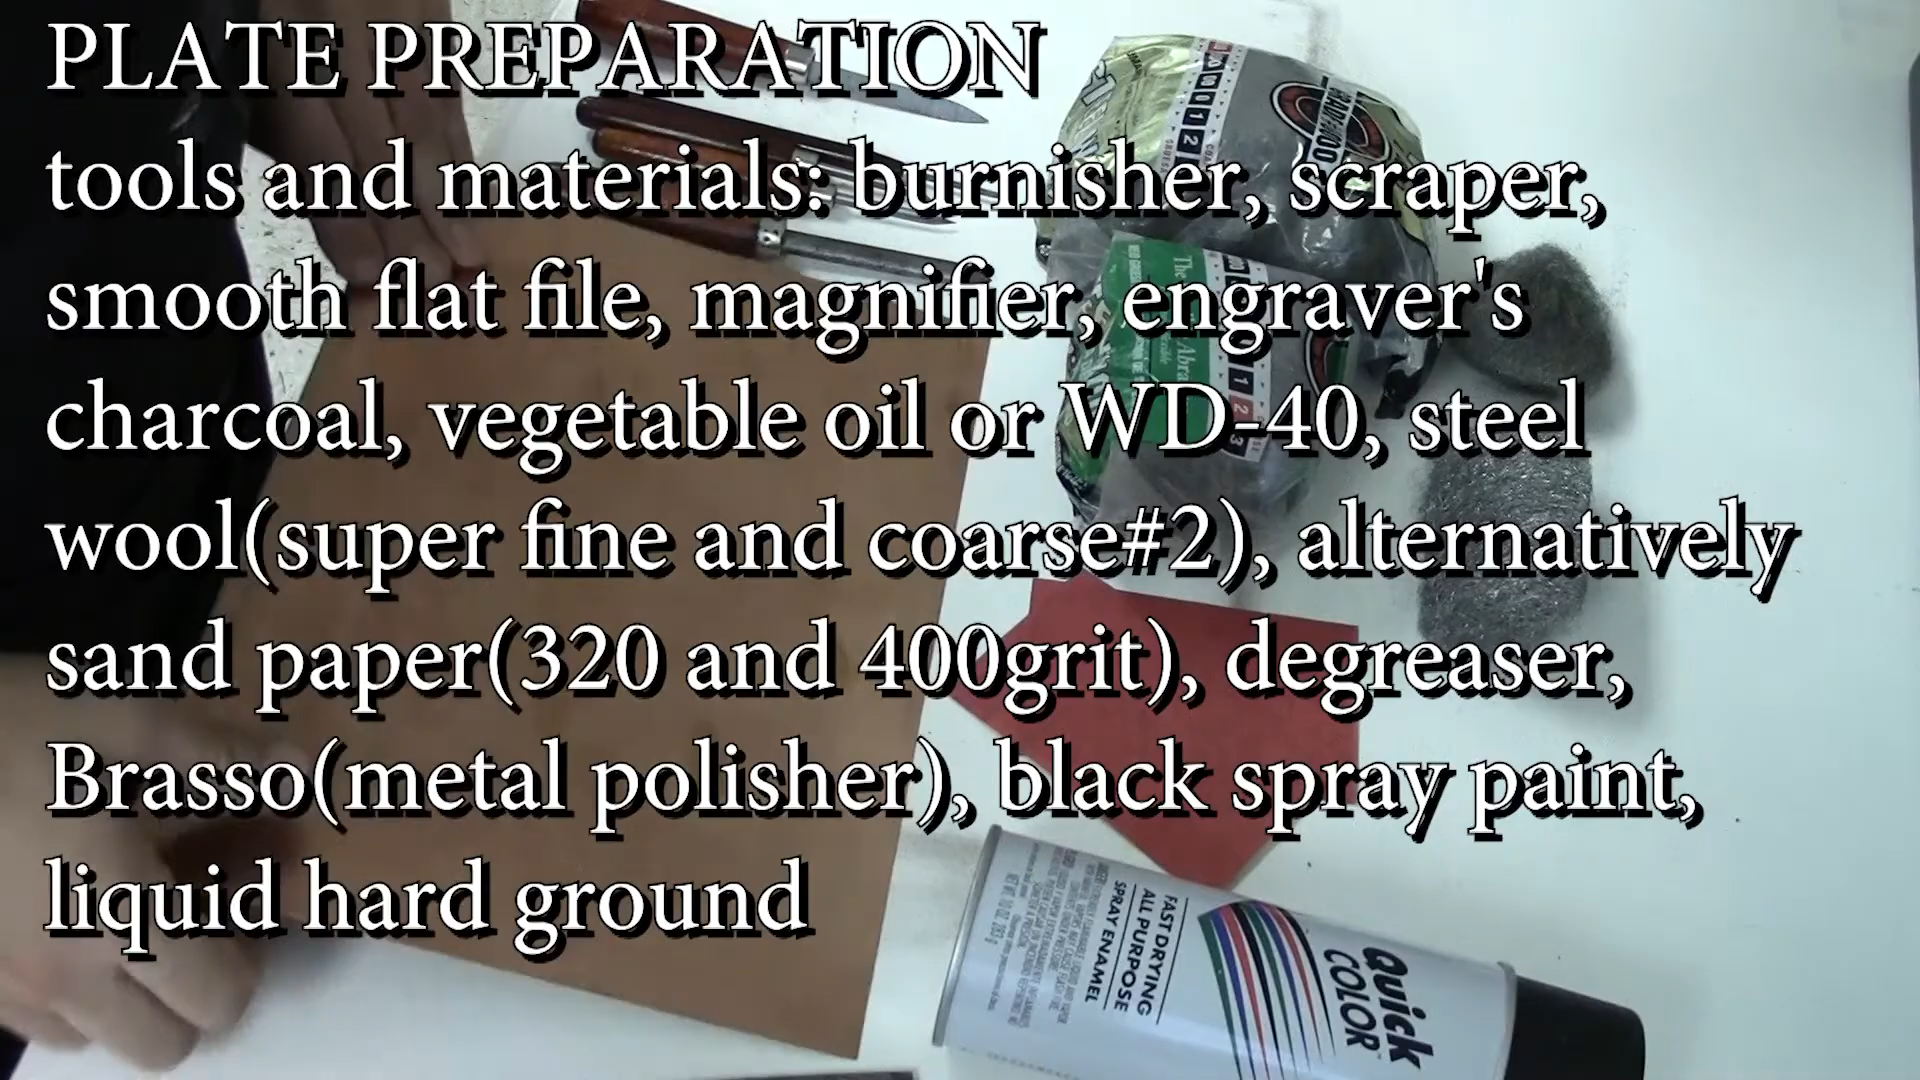 PLATE PREPARATION
tools and materials: burnisher, scraper,
smooth flat file, magnifier, engraver's
charcoal, vegetable oil or WD-40, steel
wool(super fine and coarse#2), alternatively
sand paper(320 and 400grit), degreaser,
Brasso(metal polisher), black spray paint,
liquid hard ground
Quick
COLOR
FAST DRYING
ALL PURPOSE
SPRAY ENAMEL